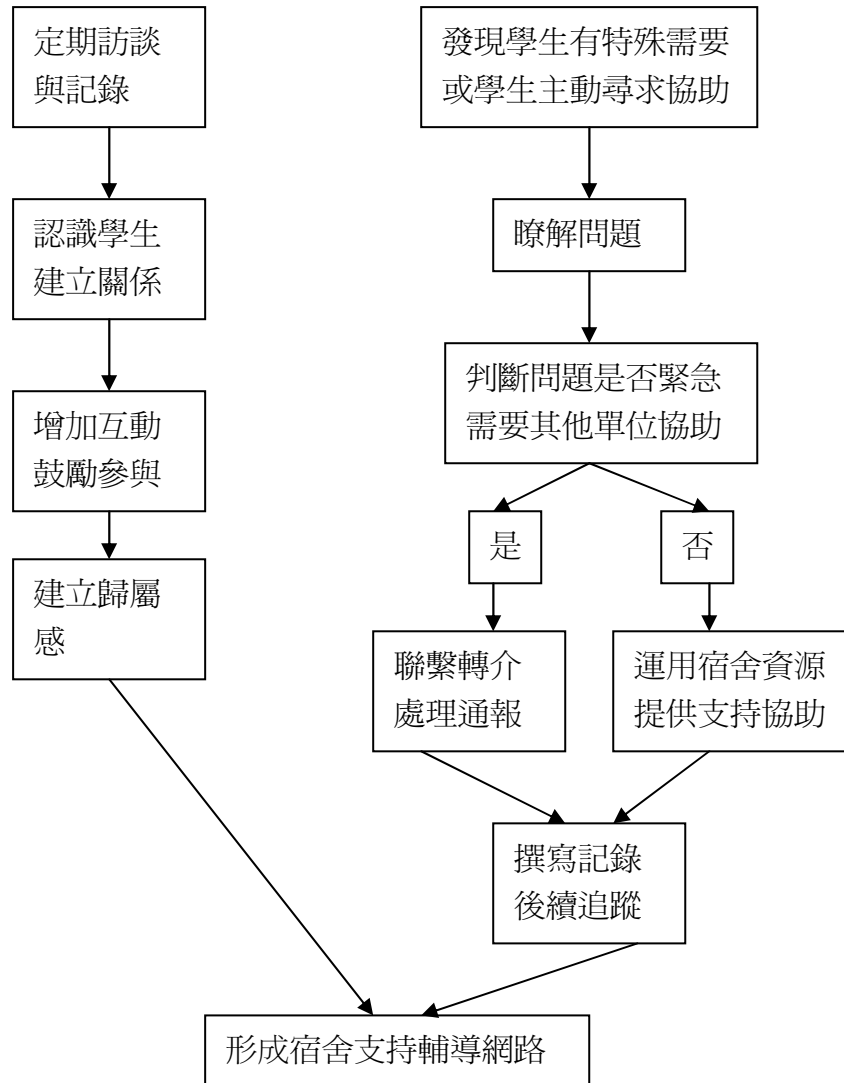 定期訪談
與記錄
認識學生
建立關係
增加互動
鼓勵參與
建立歸屬
感
發現學生有特殊需要
或學生主動尋求協助
瞭解問題
判斷問題是否緊急
需要其他單位協助
是
否
聯繫轉介
處理通報
運用宿舍資源
提供支持協助
撰寫記錄
後續追蹤
形成宿舍支持輔導網路